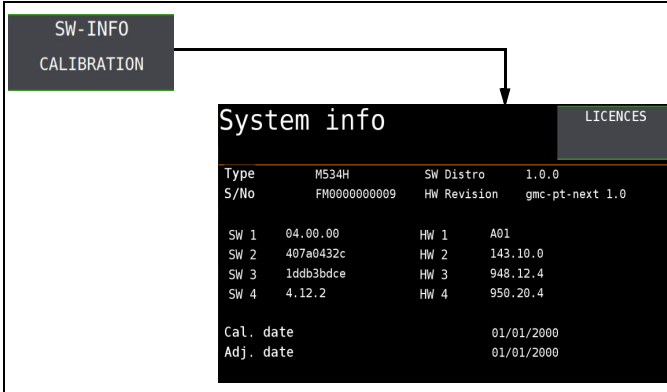 SW-INFO
CALIBRATION
System info
LICENCES
Type M534H SW Distro 1.0.0
S/No FM0000000009 HW Revision gmc-pt-next 1.0
SW 1 04.00.00 HW 1 A01
SW 2 407a0432c HW 2 143.10.0
SW 3 1ddb3bdce HW 3 948.12.4
SW 4 4.12.2 HW 4 950.20.4
Cal. date 01/01/2000
Adj. date 01/01/2000